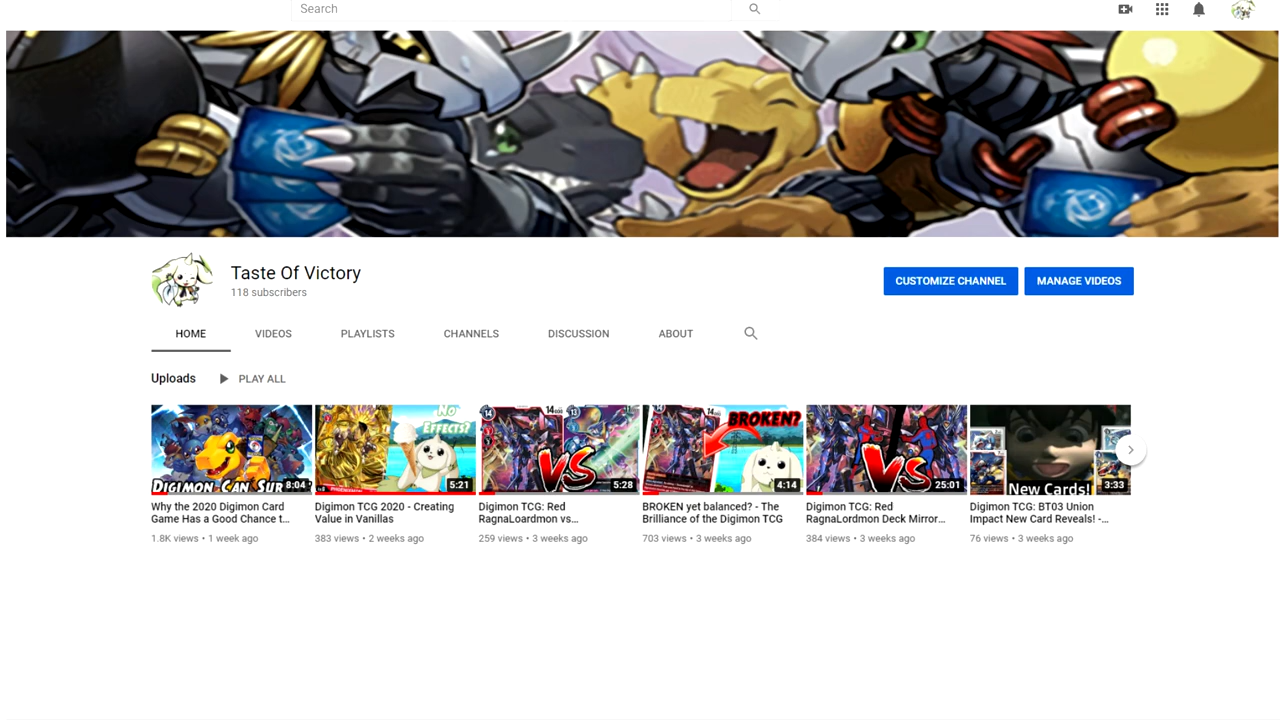 Search
Taste Of Victory
118 subscribers
CUSTOMIZE CHANNEL
MANAGE VIDEOS
HOME
VIDEOS
PLAYLISTS
CHANNELS
DISCUSSION
ABOUT
Uploads
PLAY ALL
DIGIMON CAN SUR
8:04
Why the 2020 Digimon Card
Game Has a Good Chance t...
1.8K views • 1 week ago
NO
EFFECTS?
5:21
Digimon TCG 2020 - Creating
Value in Vanillas
383 views • 2 weeks ago
14
13
VS
5:28
Digimon TCG: Red
RagnaLoardmon vs...
259 views • 3 weeks ago
14
BROKEN?
4:14
BROKEN yet balanced? - The
Brilliance of the Digimon TCG
703 views • 3 weeks ago
VS
25:01
Digimon TCG: Red
RagnaLordmon Deck Mirror...
384 views • 3 weeks ago
New Cards!
3:33
Digimon TCG: BT03 Union
Impact New Card Reveals! -...
76 views • 3 weeks ago